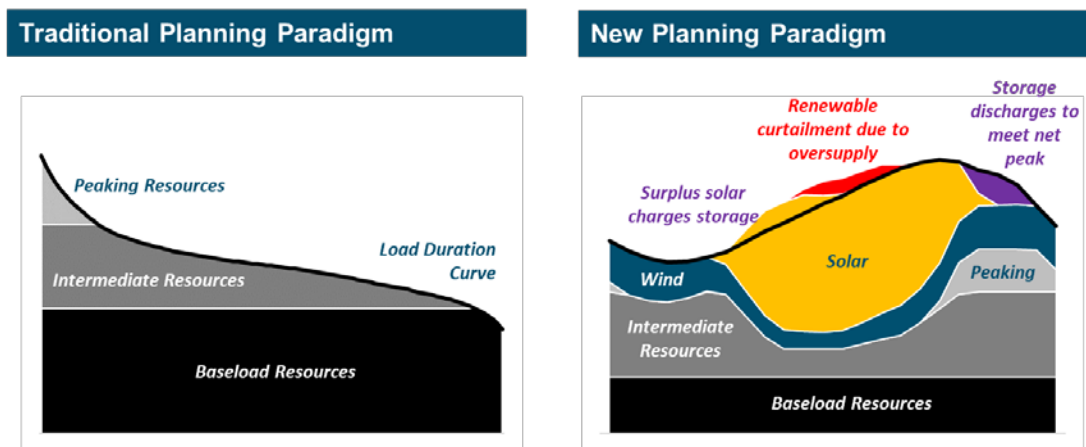 Traditional Planning Paradigm
Peaking Resources
Load Duration
Curve
Intermediate Resources
Baseload Resources
New Planning Paradigm
Storage
discharges to
meet net
peak
Renewable
curtailment due to
oversupply
Surplus solar
charges storage
Wind
Solar
Peaking
Intermediate
Resources
Baseload Resources